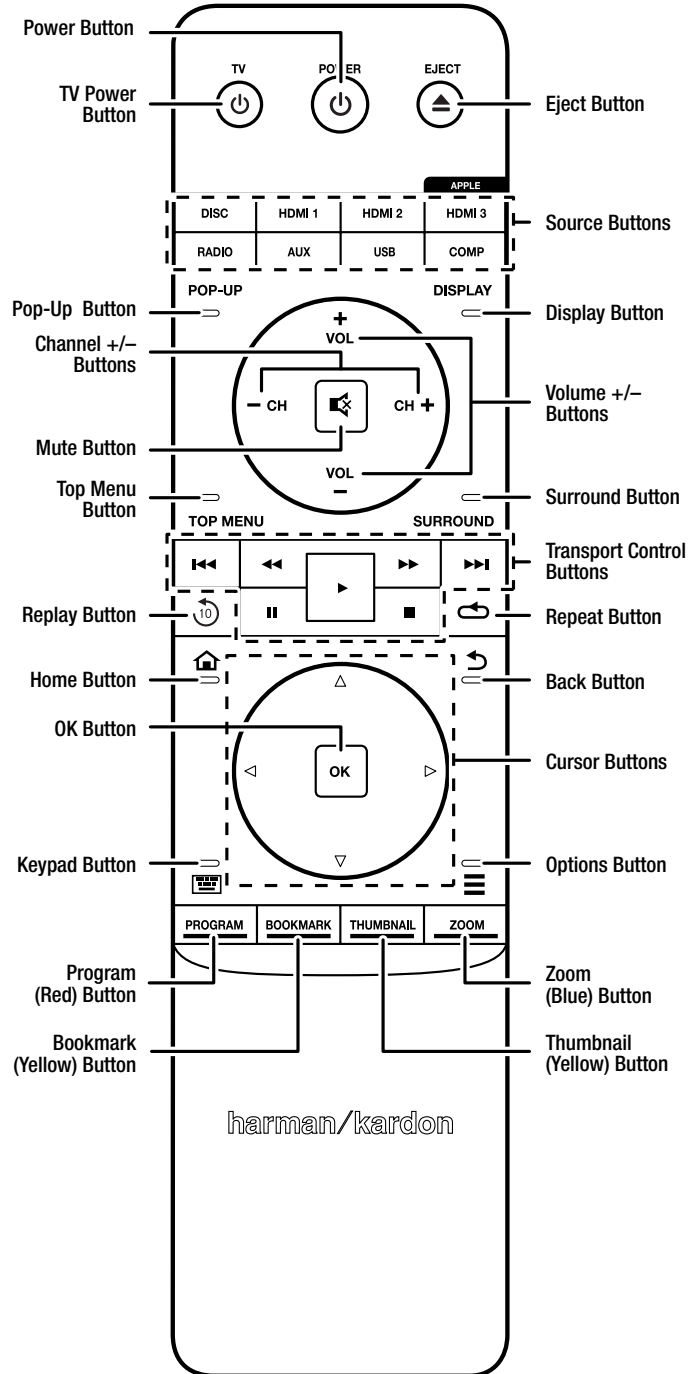 Power Button
TV
POWER
EJECT
TV Power
Button
Eject Button
APPLE
DISC
HDMI 1
HDMI 2
HDMI 3
Source Buttons
RADIO
AUX
USB
COMP
POP-UP
DISPLAY
Pop-Up Button
+
VOL
Display Button
Channel +/–
Buttons
– CH
CH +
Volume +/–
Buttons
Mute Button
VOL
–
Top Menu
Button
Surround Button
TOP MENU
SURROUND
Transport Control
Buttons
Replay Button
10
Repeat Button
Home Button
Back Button
OK Button
OK
Cursor Buttons
Keypad Button
Options Button
PROGRAM
BOOKMARK
THUMBNAIL
ZOOM
Program
(Red) Button
Zoom
(Blue) Button
Bookmark
(Yellow) Button
Thumbnail
(Yellow) Button
harman/kardon